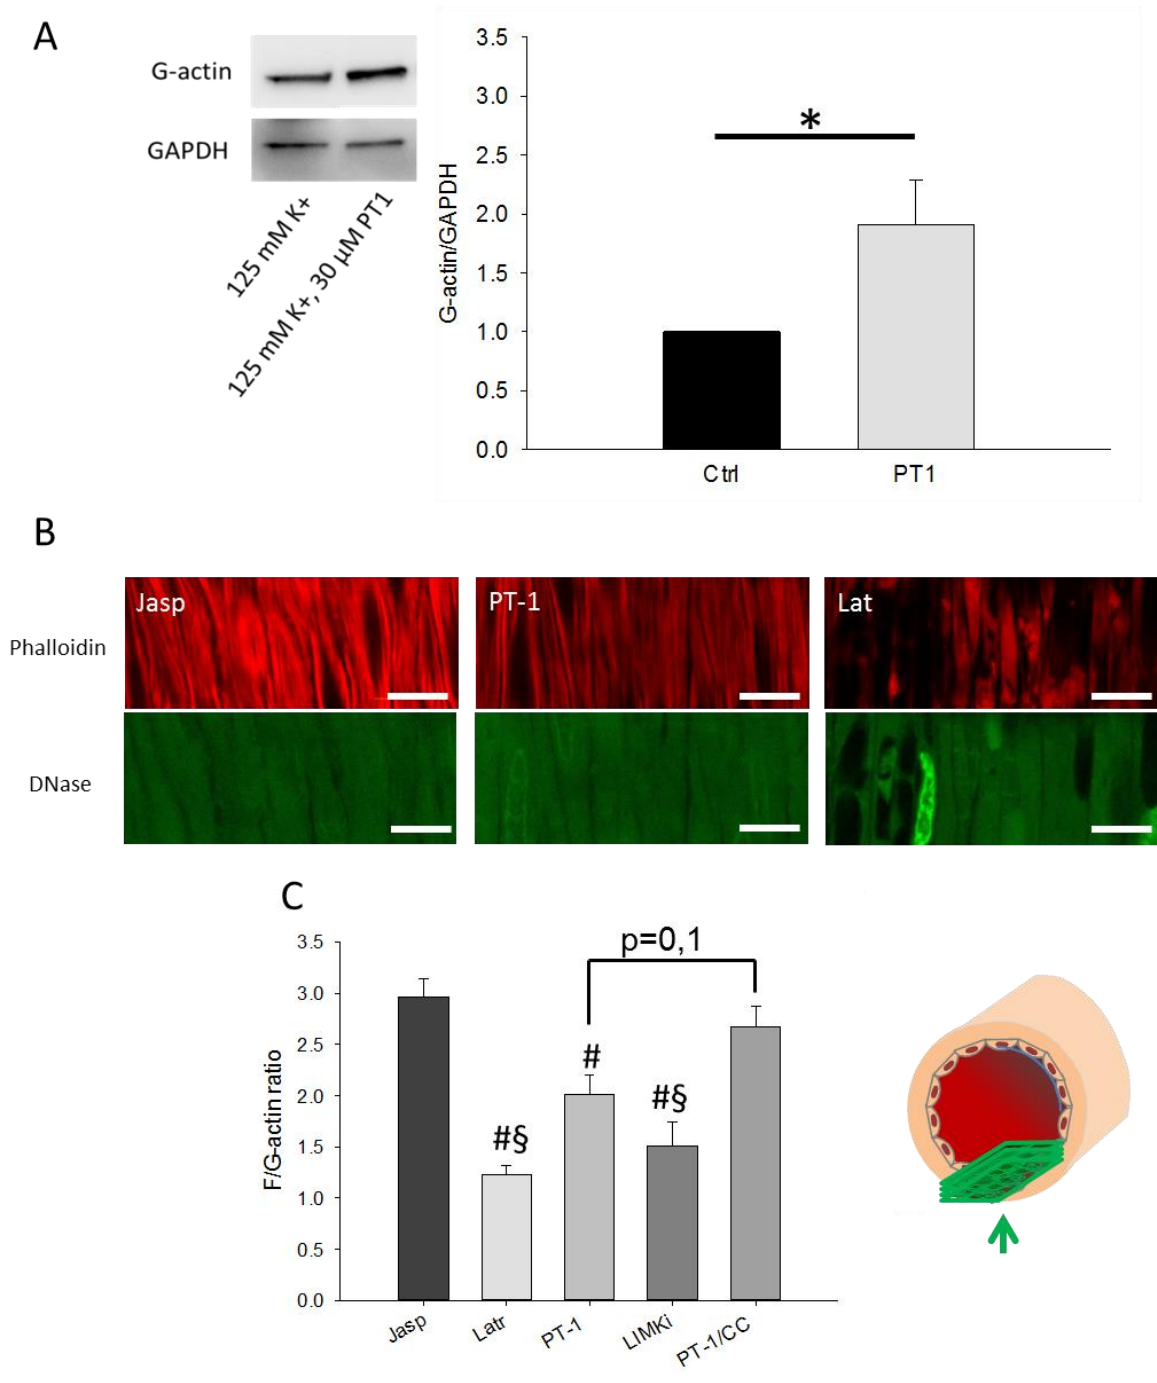 A
G-actin
GAPDH
125 mM K+
125 mM K+, 30 µM PT1
G-actin/GAPDH
3.5
3.0
2.5
2.0
1.5
1.0
0.5
0.0
*
Ctrl
PT1
B
Phalloidin
DNase
Jasp
PT-1
Lat
C
F/G-actin ratio
3.5
3.0
2.5
2.0
1.5
1.0
0.5
0.0
p=0,1
#§
#
#§
Jasp
Latr
PT-1
LIMKi
PT-1/CC